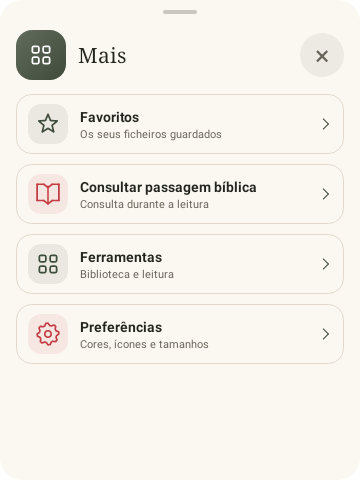 Mais
Favoritos
Os seus ficheiros guardados
Consultar passagem bíblica
Consulta durante a leitura
Ferramentas
Biblioteca e leitura
Preferências
Cores, ícones e tamanhos